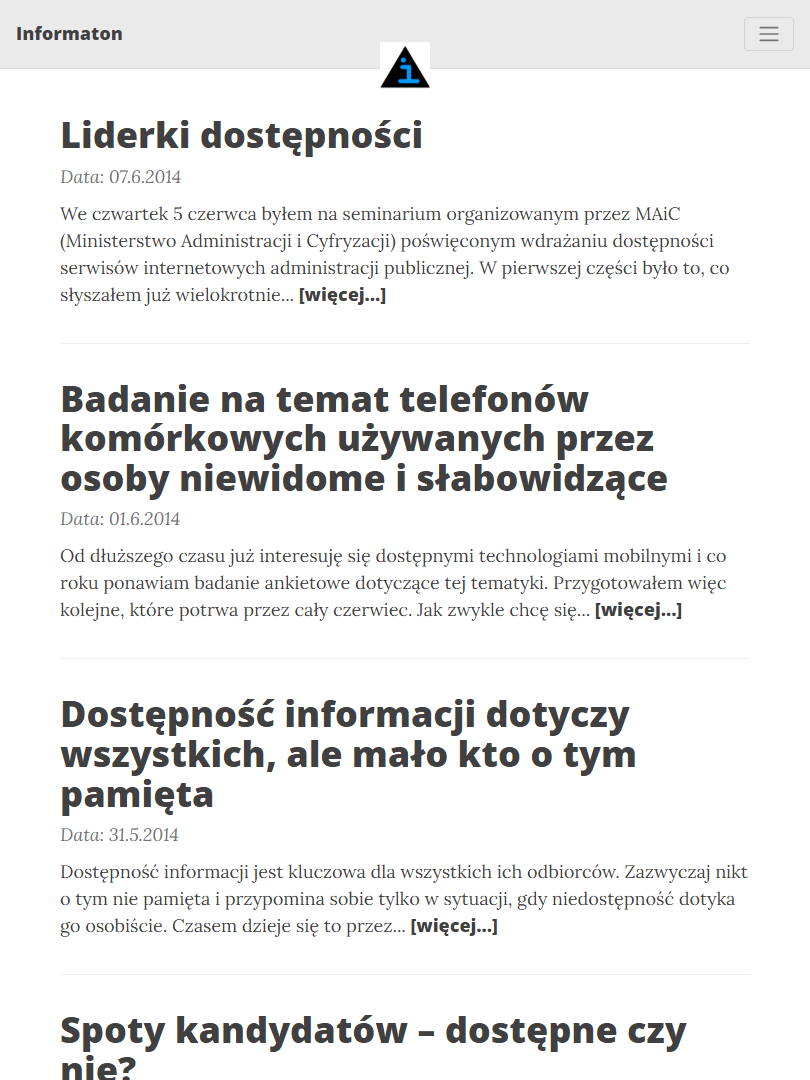 Informaton
i
Liderki dostępności
Data: 07.6.2014
We czwartek 5 czerwca byłem na seminarium organizowanym przez MAiC
(Ministerstwo Administracji i Cyfryzacji) poświęconym wdrażaniu dostępności
serwisów internetowych administracji publicznej. W pierwszej części było to, co
słyszałem już wielokrotnie... [więcej...]
Badanie na temat telefonów
komórkowych używanych przez
osoby niewidome i słabowidzące
Data: 01.6.2014
Od dłuższego czasu już interesuję się dostępnymi technologiami mobilnymi i co
roku ponawiam badanie ankietowe dotyczące tej tematyki. Przygotowałem więc
kolejne, które potrwa przez cały czerwiec. Jak zwykle chcę się... [więcej...]
Dostępność informacji dotyczy
wszystkich, ale mało kto o tym
pamięta
Data: 31.5.2014
Dostępność informacji jest kluczowa dla wszystkich ich odbiorców. Zazwyczaj nikt
o tym nie pamięta i przypomina sobie tylko w sytuacji, gdy niedostępność dotyka
go osobiście. Czasem dzieje się to przez... [więcej...]
Spoty kandydatów – dostępne czy
nie?